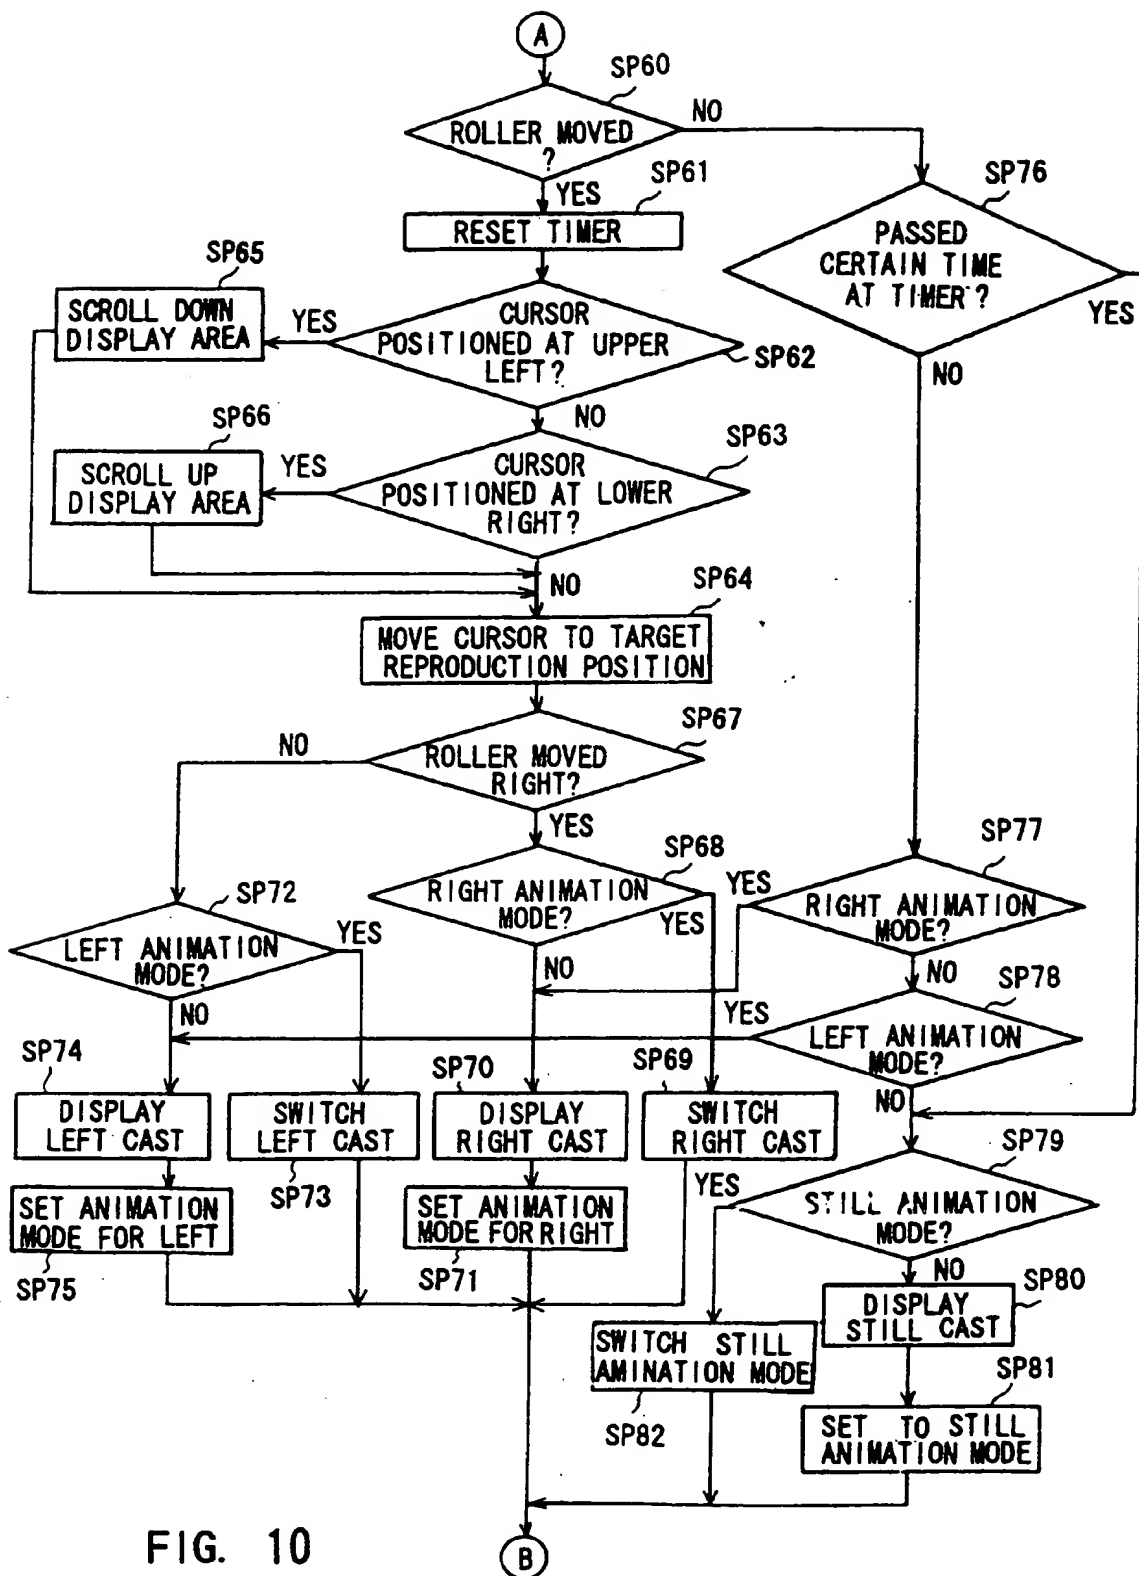 A
SP60
ROLLER MOVED
?
NO
YES
SP61
RESET TIMER
SP76
PASSED
CERTAIN TIME
AT TIMER?
YES
NO
SP65
SCROLL DOWN
DISPLAY AREA
YES
CURSOR
POSITIONED AT UPPER
LEFT?
SP62
NO
SP66
SCROLL UP
DISPLAY AREA
YES
SP63
CURSOR
POSITIONED AT LOWER
RIGHT?
NO
SP64
MOVE CURSOR TO TARGET
REPRODUCTION POSITION
SP67
ROLLER MOVED
RIGHT?
NO
YES
SP68
RIGHT ANIMATION
MODE?
YES
NO
SP77
RIGHT ANIMATION
MODE?
YES
NO
SP72
LEFT ANIMATION
MODE?
YES
NO
SP78
LEFT ANIMATION
MODE?
YES
NO
SP74
DISPLAY
LEFT CAST
SWITCH
LEFT CAST
SP73
SP70
DISPLAY
RIGHT CAST
SP69
SWITCH
RIGHT CAST
SET ANIMATION
MODE FOR LEFT
SP75
SET ANIMATION
MODE FOR RIGHT
SP71
SP79
STILL ANIMATION
MODE?
YES
NO
SP80
DISPLAY
STILL CAST
SWITCH STILL
AMINATION MODE
SP82
SP81
SET TO STILL
ANIMATION MODE
B
FIG. 10